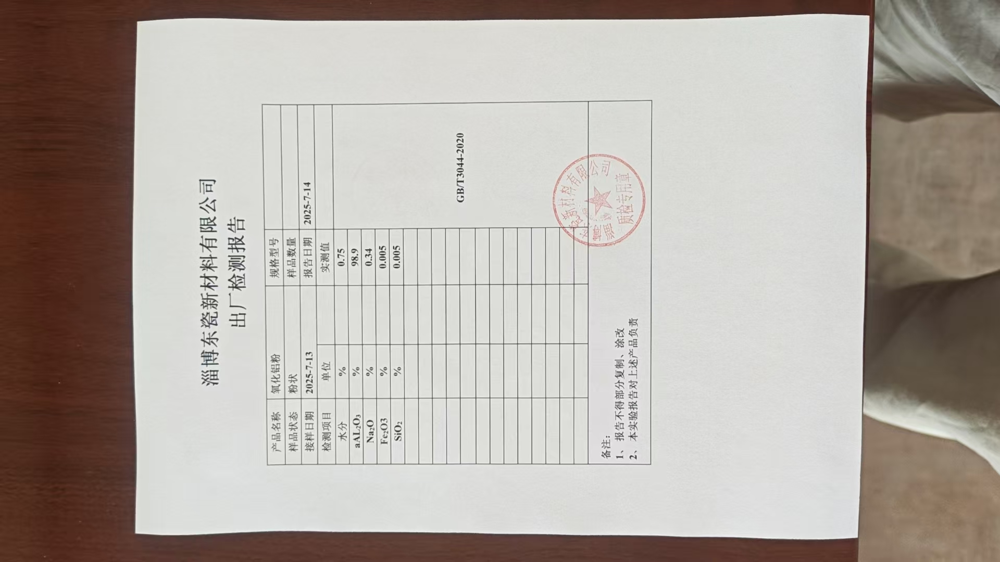 淄博东瓷新材料有限公司
出厂检测报告
产品名称 氧化铝粉 规格型号
样品状态 粉状 样品数量
接样日期 2025-7-13 报告日期 2025-7-14
检测项目 单位 实测值
水分 % 0.75
aAL₂O₃ % 98.9
Na₂O % 0.34
Fe₂O3 % 0.005
SiO₂ % 0.005
GB/T3044-2020
备注:
1、 报告不得部分复制、涂改
2、 本实验报告对上述产品负责
淄博东瓷新材料有限公司
质检专用章